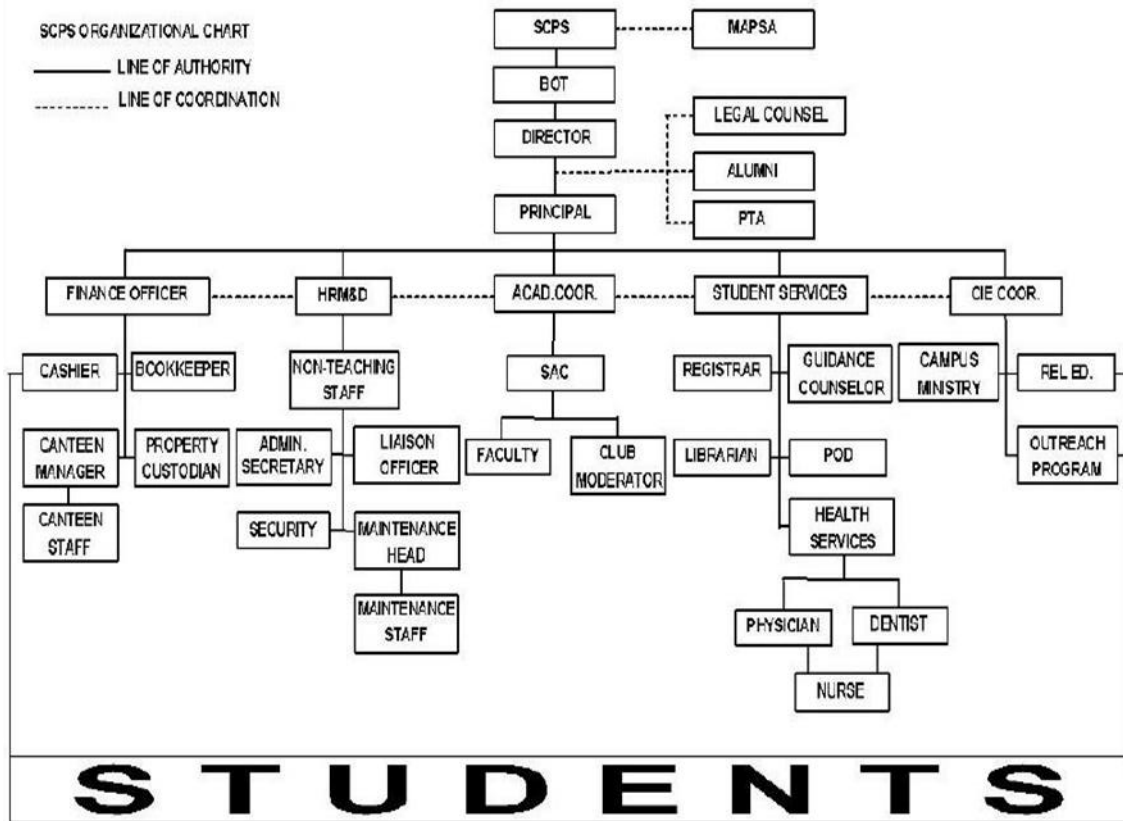 SCPS ORGANIZATIONAL CHART
LINE OF AUTHORITY
LINE OF COORDINATION
SCPS
MAPSA
BOT
DIRECTOR
LEGAL COUNSEL
ALUMNI
PTA
PRINCIPAL
FINANCE OFFICER
HRM&D
ACAD.COOR.
STUDENT SERVICES
CIE COOR.
CASHIER
BOOKKEEPER
NON-TEACHING
STAFF
SAC
REGISTRAR
GUIDANCE
COUNSELOR
CAMPUS
MINISTRY
REL ED.
CANTEEN
MANAGER
PROPERTY
CUSTODIAN
ADMIN.
SECRETARY
LIAISON
OFFICER
FACULTY
CLUB
MODERATOR
LIBRARIAN
POD
OUTREACH
PROGRAM
CANTEEN
STAFF
SECURITY
MAINTENANCE
HEAD
HEALTH
SERVICES
MAINTENANCE
STAFF
PHYSICIAN
DENTIST
NURSE
STUDENTS